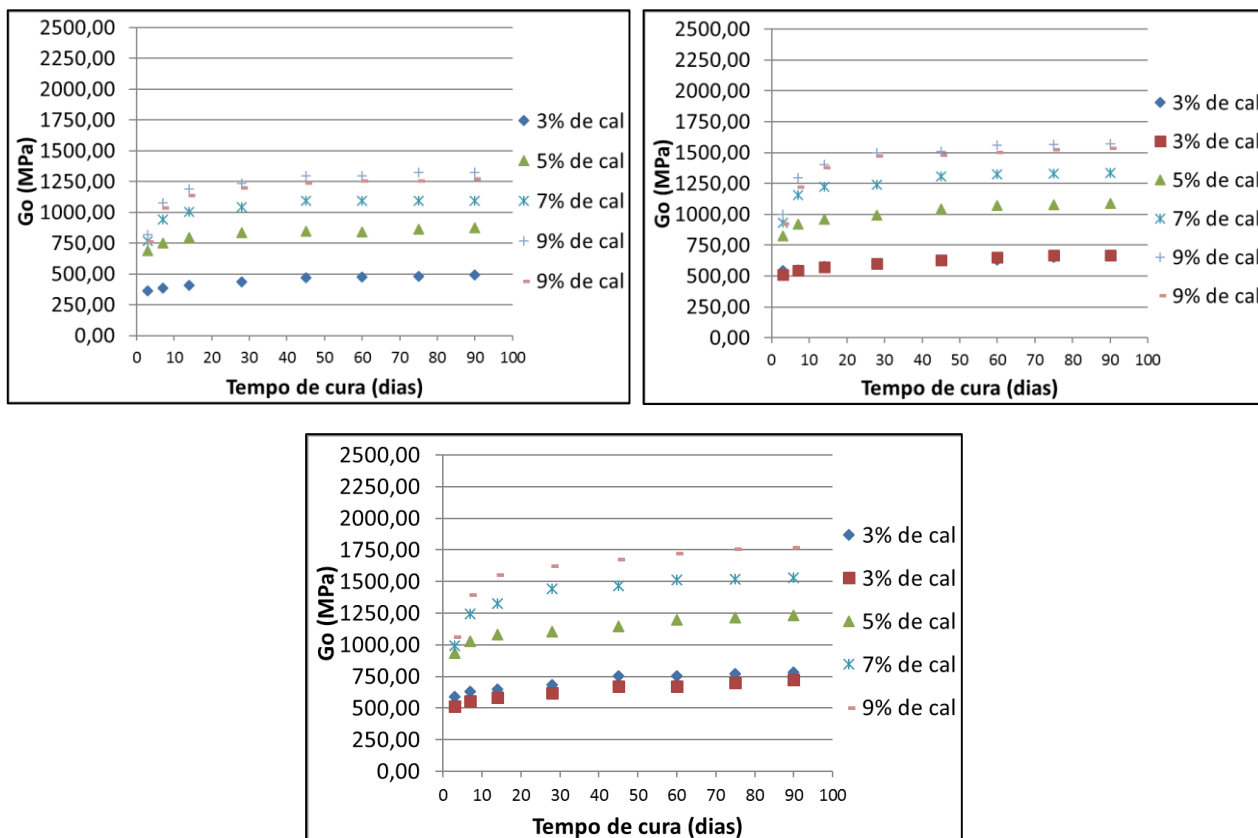 2500,00
2250,00
2000,00
1750,00
1500,00
1250,00
1000,00
750,00
500,00
250,00
0,00
Go (MPa)
0 10 20 30 40 50 60 70 80 90 100
Tempo de cura (dias)
3% de cal
5% de cal
7% de cal
9% de cal
9% de cal
2500,00
2250,00
2000,00
1750,00
1500,00
1250,00
1000,00
750,00
500,00
250,00
0,00
Go (MPa)
0 10 20 30 40 50 60 70 80 90 100
Tempo de cura (dias)
3% de cal
3% de cal
5% de cal
7% de cal
9% de cal
9% de cal
2500,00
2250,00
2000,00
1750,00
1500,00
1250,00
1000,00
750,00
500,00
250,00
0,00
Go (MPa)
0 10 20 30 40 50 60 70 80 90 100
Tempo de cura (dias)
3% de cal
3% de cal
5% de cal
7% de cal
9% de cal